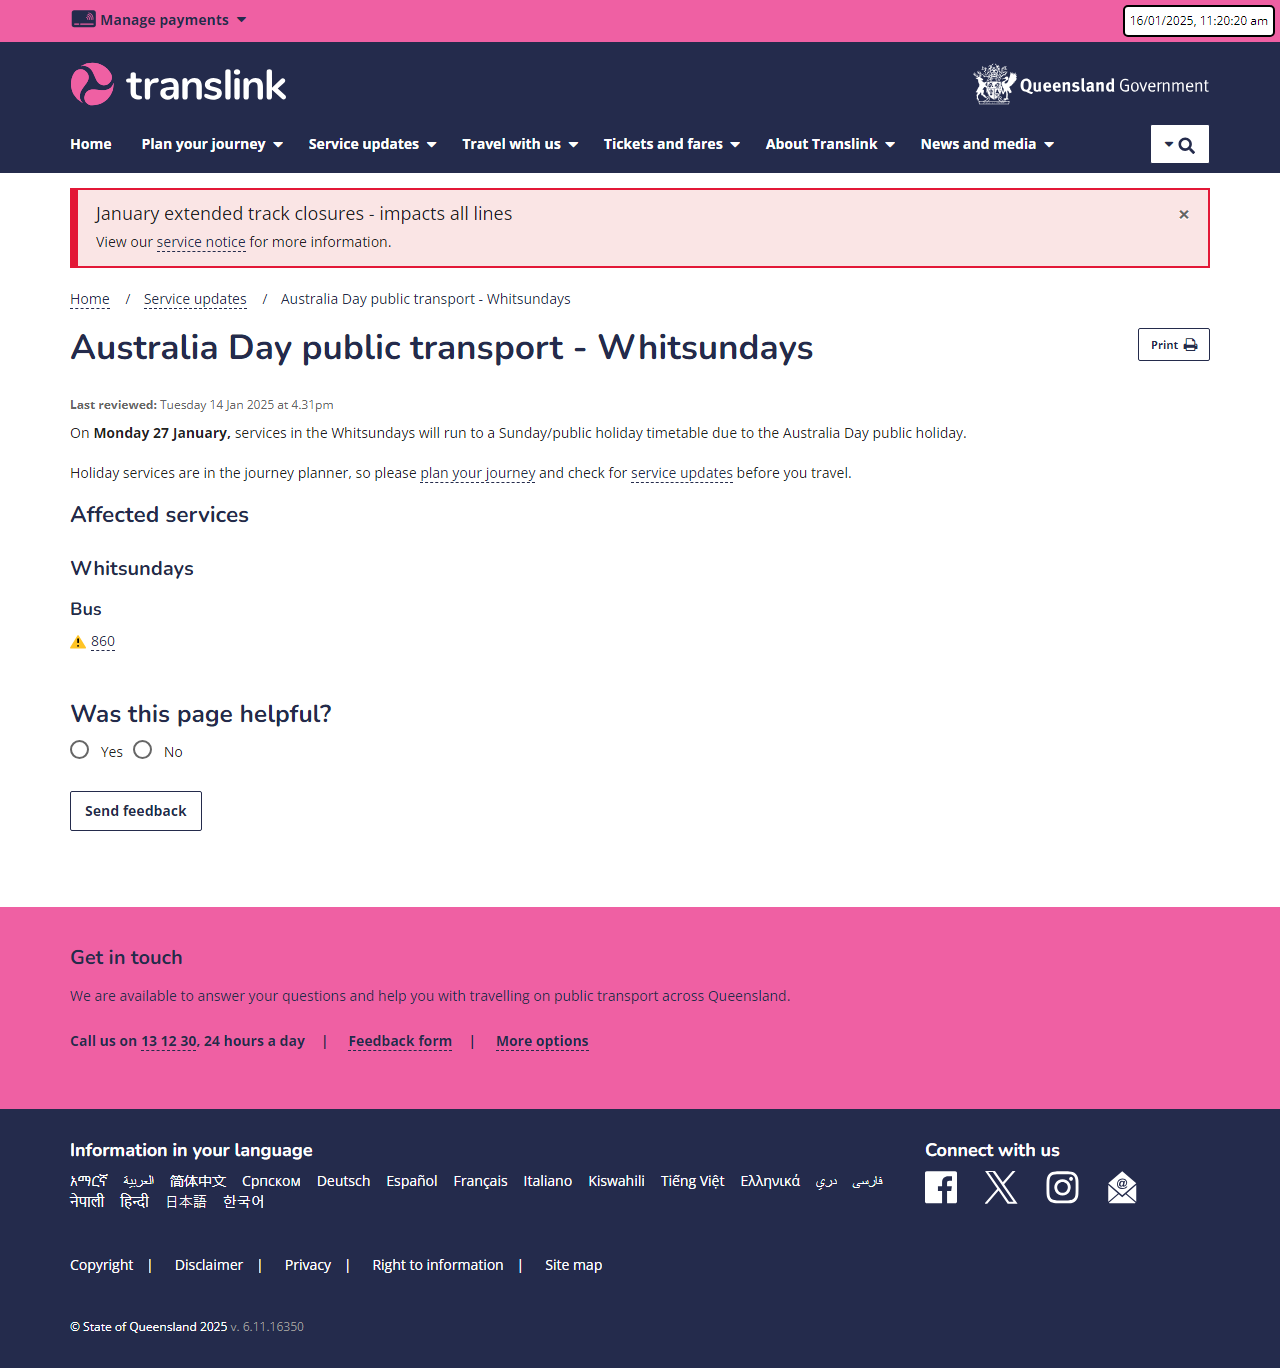 Manage payments
16/01/2025, 11:20:20 am
translink
Queensland Government
Home Plan your journey Service updates Travel with us Tickets and fares About Translink News and media
January extended track closures - impacts all lines ×
View our service notice for more information.
Home / Service updates / Australia Day public transport - Whitsundays
Australia Day public transport - Whitsundays
Print
Last reviewed: Tuesday 14 Jan 2025 at 4.31pm
On Monday 27 January, services in the Whitsundays will run to a Sunday/public holiday timetable due to the Australia Day public holiday.
Holiday services are in the journey planner, so please plan your journey and check for service updates before you travel.
Affected services
Whitsundays
Bus
860
Was this page helpful?
Yes No
Send feedback
Get in touch
We are available to answer your questions and help you with travelling on public transport across Queensland.
Call us on 13 12 30, 24 hours a day | Feedback form | More options
Information in your language
አማርኛ العربية 简体中文 Српском Deutsch Español Français Italiano Kiswahili Tiếng Việt Ελληνικά دري فارسی
नेपाली हिन्दी 日本語 한국어
Connect with us
Copyright | Disclaimer | Privacy | Right to information | Site map
© State of Queensland 2025 v. 6.11.16350